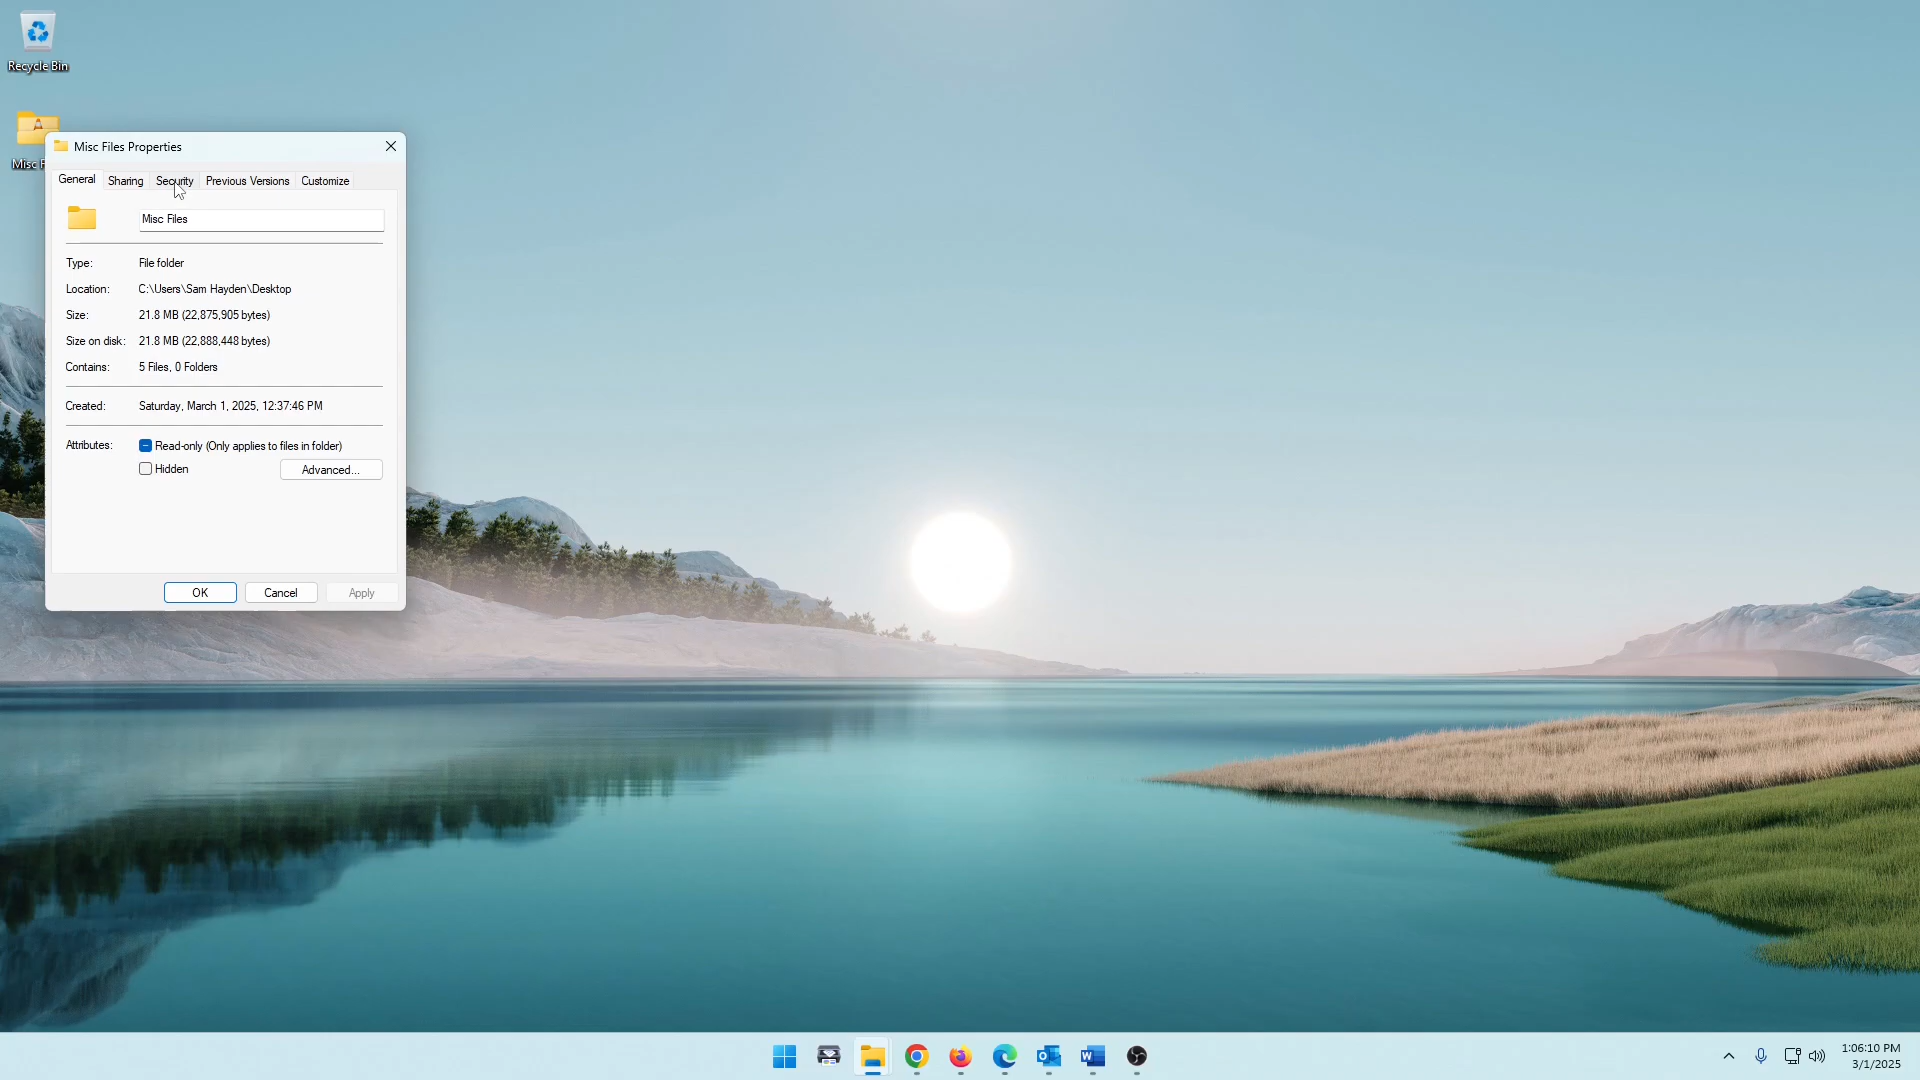 Recycle Bin
Misc F
Misc Files Properties
General Sharing Security Previous Versions Customize
Misc Files
Type: File folder
Location: C:\Users\Sam Hayden\Desktop
Size: 21.8 MB (22,875,905 bytes)
Size on disk: 21.8 MB (22,888,448 bytes)
Contains: 5 Files, 0 Folders
Created: Saturday, March 1, 2025, 12:37:46 PM
Attributes: Read-only (Only applies to files in folder)
Hidden Advanced...
OK Cancel Apply
1:06:10 PM
3/1/2025